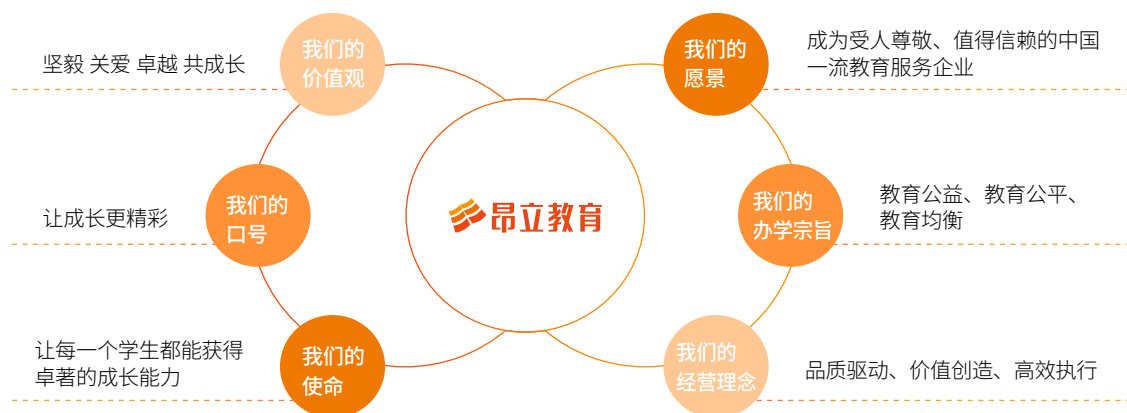 坚毅 关爱 卓越 共成长
我们的
价值观
让成长更精彩
我们的
口号
让每一个学生都能获得
卓著的成长能力
我们的
使命
昂立教育
我们的
愿景
成为受人尊敬、值得信赖的中国
一流教育服务企业
我们的
办学宗旨
教育公益、教育公平、
教育均衡
我们的
经营理念
品质驱动、价值创造、高效执行